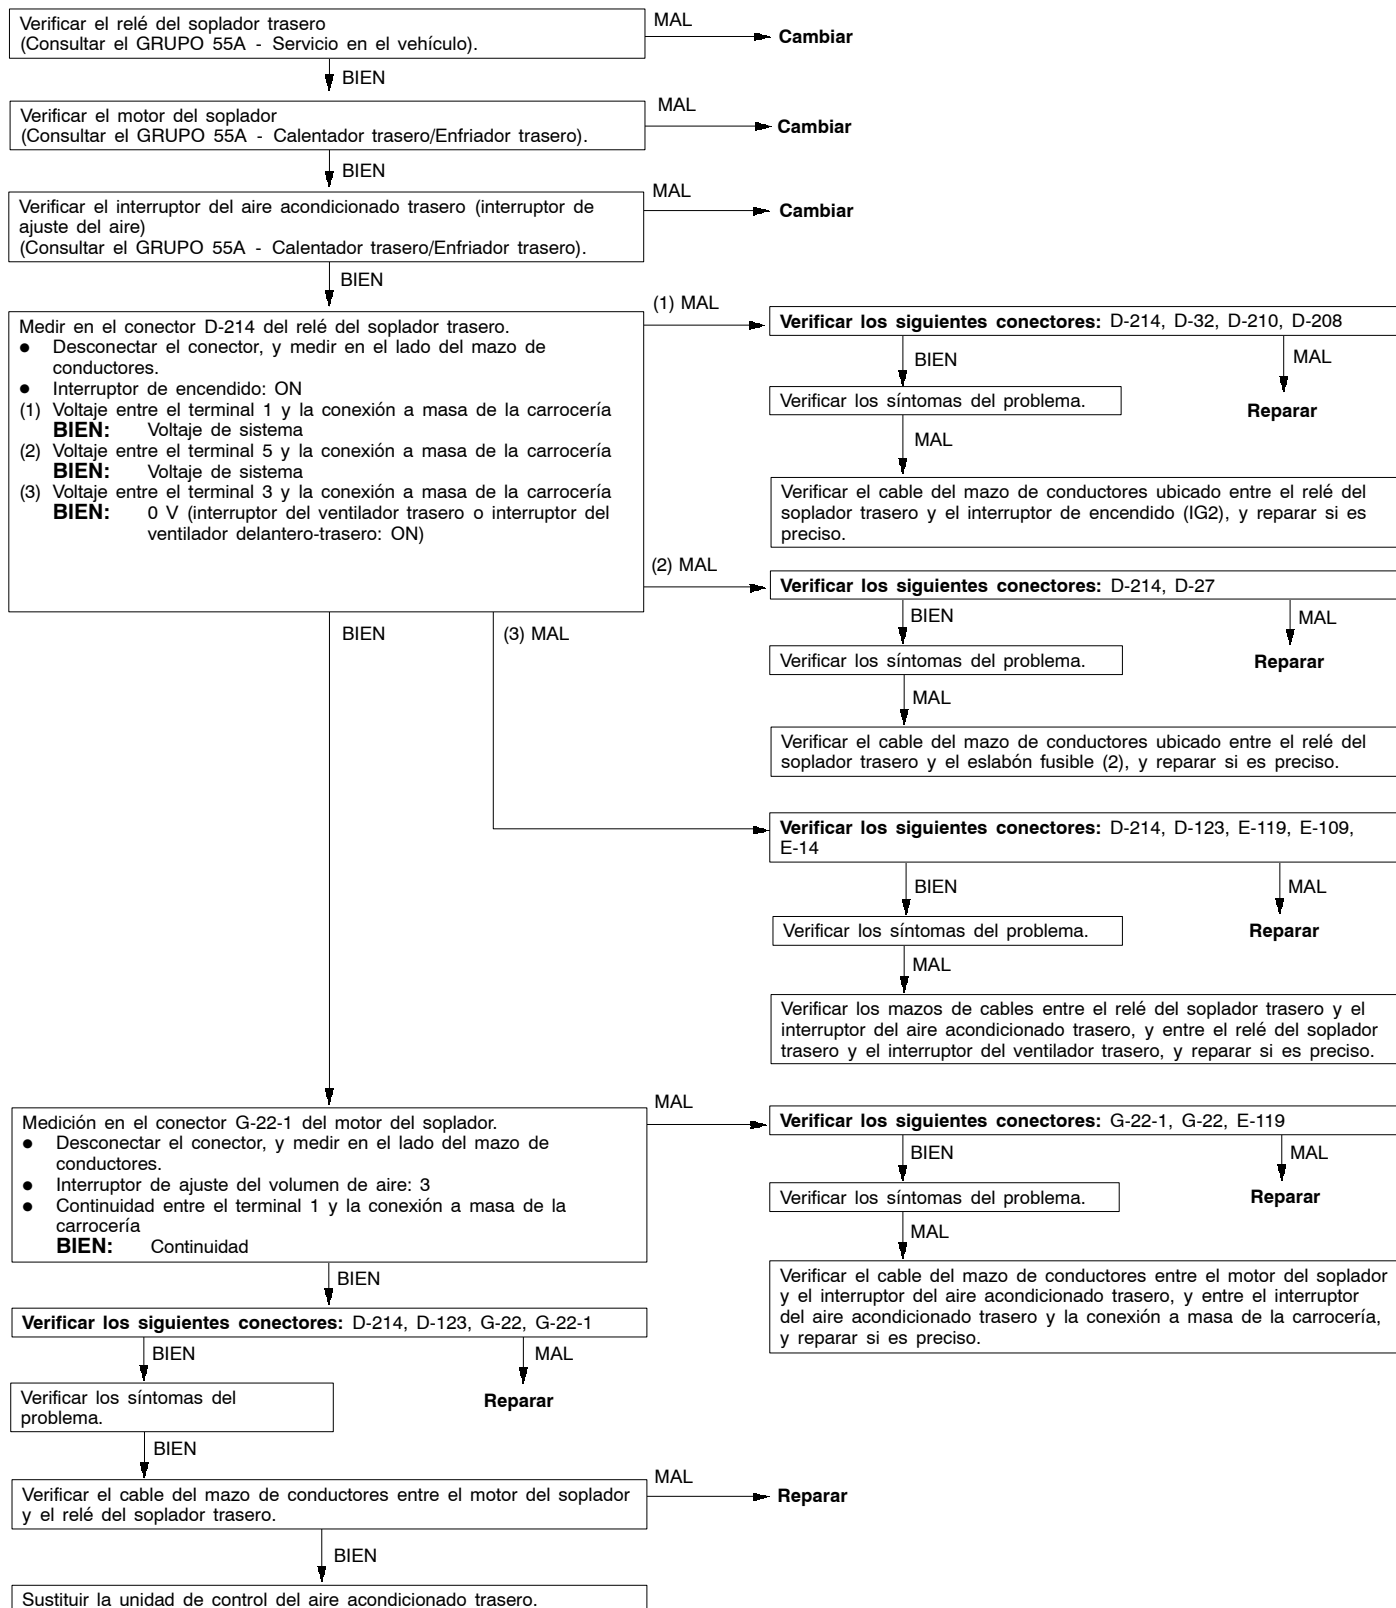 Verificar el relé del soplador trasero
(Consultar el GRUPO 55A - Servicio en el vehículo).
MAL
Cambiar
BIEN
Verificar el motor del soplador
(Consultar el GRUPO 55A - Calentador trasero/Enfriador trasero).
MAL
Cambiar
BIEN
Verificar el interruptor del aire acondicionado trasero (interruptor de
ajuste del aire)
(Consultar el GRUPO 55A - Calentador trasero/Enfriador trasero).
MAL
Cambiar
BIEN
Medir en el conector D-214 del relé del soplador trasero.
● Desconectar el conector, y medir en el lado del mazo de
conductores.
● Interruptor de encendido: ON
(1) Voltaje entre el terminal 1 y la conexión a masa de la carrocería
BIEN: Voltaje de sistema
(2) Voltaje entre el terminal 5 y la conexión a masa de la carrocería
BIEN: Voltaje de sistema
(3) Voltaje entre el terminal 3 y la conexión a masa de la carrocería
BIEN: 0 V (interruptor del ventilador trasero o interruptor del
ventilador delantero-trasero: ON)
(1) MAL
Verificar los siguientes conectores: D-214, D-32, D-210, D-208
BIEN
MAL
Verificar los síntomas del problema.
Reparar
MAL
Verificar el cable del mazo de conductores ubicado entre el relé del
soplador trasero y el interruptor de encendido (IG2), y reparar si es
preciso.
(2) MAL
Verificar los siguientes conectores: D-214, D-27
BIEN
MAL
Verificar los síntomas del problema.
Reparar
MAL
Verificar el cable del mazo de conductores ubicado entre el relé del
soplador trasero y el eslabón fusible (2), y reparar si es preciso.
BIEN
(3) MAL
Verificar los siguientes conectores: D-214, D-123, E-119, E-109,
E-14
BIEN
MAL
Verificar los síntomas del problema.
Reparar
MAL
Verificar los mazos de cables entre el relé del soplador trasero y el
interruptor del aire acondicionado trasero, y entre el relé del soplador
trasero y el interruptor del ventilador trasero, y reparar si es preciso.
Medición en el conector G-22-1 del motor del soplador.
● Desconectar el conector, y medir en el lado del mazo de
conductores.
● Interruptor de ajuste del volumen de aire: 3
● Continuidad entre el terminal 1 y la conexión a masa de la
carrocería
BIEN: Continuidad
MAL
Verificar los siguientes conectores: G-22-1, G-22, E-119
BIEN
MAL
Verificar los síntomas del problema.
Reparar
MAL
Verificar el cable del mazo de conductores entre el motor del soplador
y el interruptor del aire acondicionado trasero, y entre el interruptor
del aire acondicionado trasero y la conexión a masa de la carrocería,
y reparar si es preciso.
BIEN
Verificar los siguientes conectores: D-214, D-123, G-22, G-22-1
BIEN
MAL
Verificar los síntomas del
problema.
Reparar
BIEN
Verificar el cable del mazo de conductores entre el motor del soplador
y el relé del soplador trasero.
MAL
Reparar
BIEN
Sustituir la unidad de control del aire acondicionado trasero.